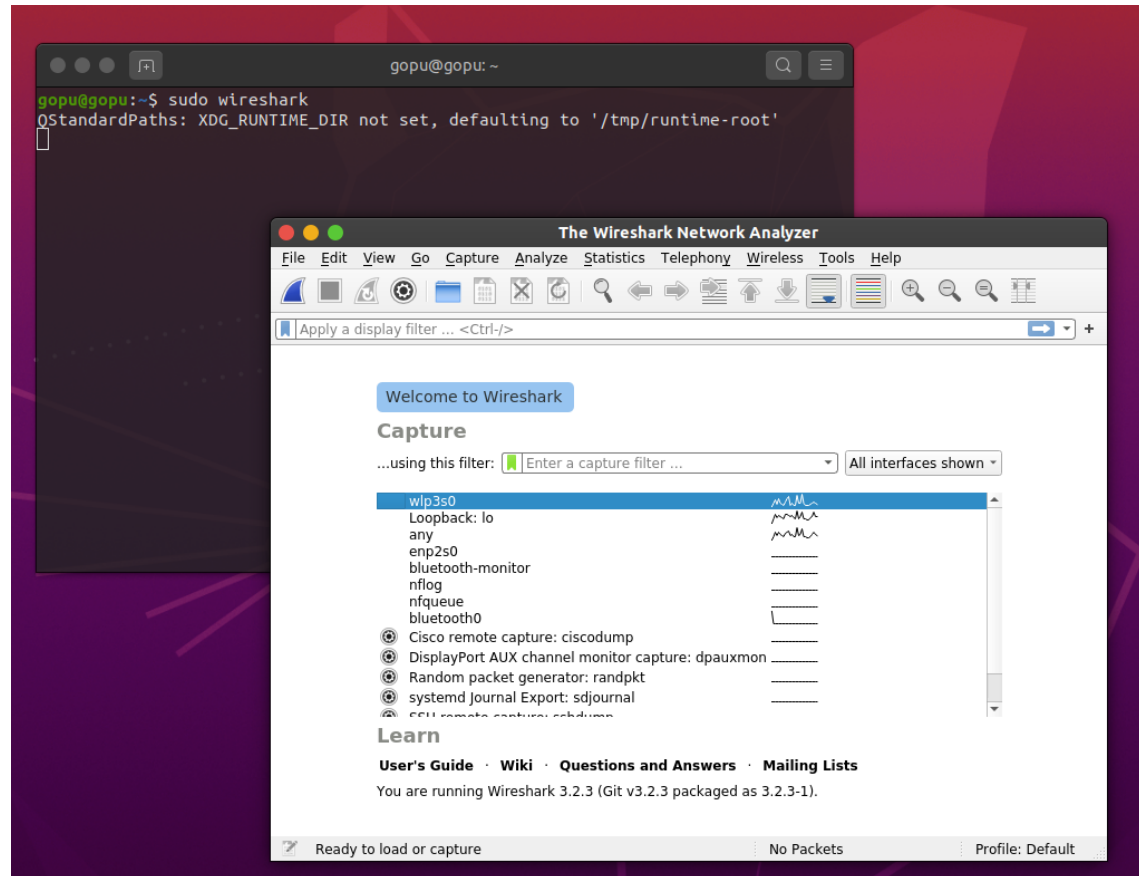 gopu@gopu: ~
gopu@gopu:~$ sudo wireshark
QStandardPaths: XDG_RUNTIME_DIR not set, defaulting to '/tmp/runtime-root'
The Wireshark Network Analyzer
File Edit View Go Capture Analyze Statistics Telephony Wireless Tools Help
Apply a display filter ... <Ctrl-/>
+
Welcome to Wireshark
Capture
...using this filter: Enter a capture filter ... All interfaces shown
wlp3s0
Loopback: lo
any
enp2s0
bluetooth-monitor
nflog
nfqueue
bluetooth0
Cisco remote capture: ciscodump
DisplayPort AUX channel monitor capture: dpauxmon
Random packet generator: randpkt
systemd Journal Export: sdjournal
SSH remote capture: sshdump
Learn
User's Guide · Wiki · Questions and Answers · Mailing Lists
You are running Wireshark 3.2.3 (Git v3.2.3 packaged as 3.2.3-1).
Ready to load or capture No Packets Profile: Default